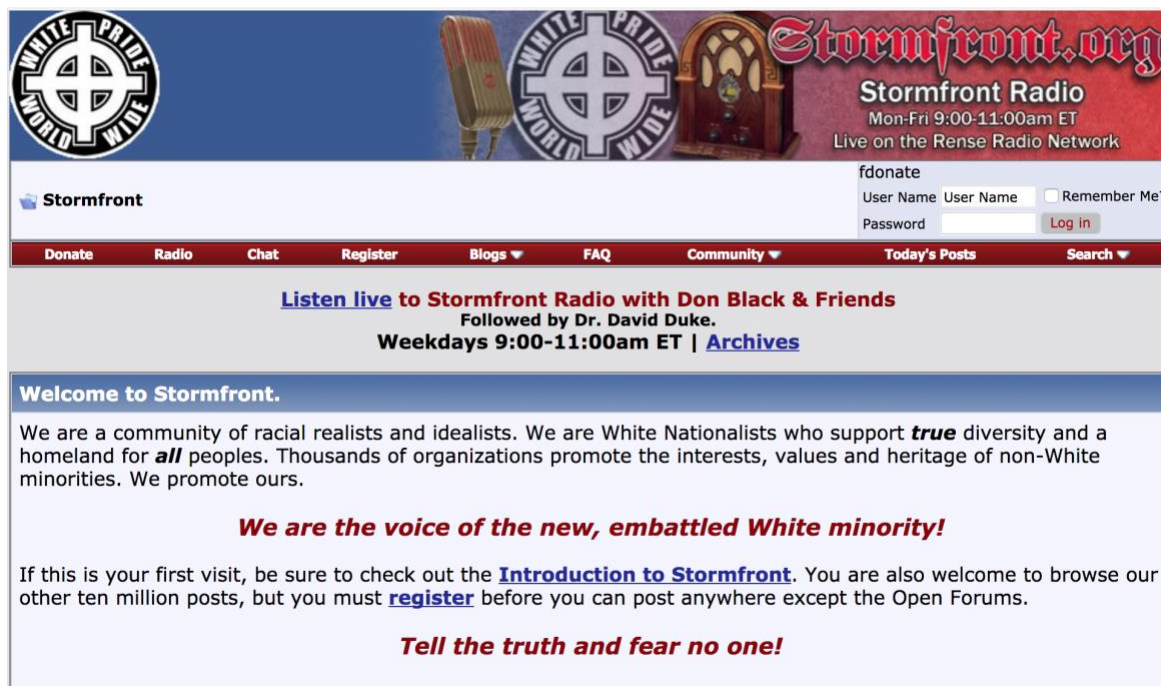 WHITE PRIDE
WORLD WIDE
WHITE PRIDE
WORLD WIDE
Stormfront.org
Stormfront Radio
Mon-Fri 9:00-11:00am ET
Live on the Rense Radio Network
Stormfront
fdonate
User Name User Name Remember Me?
Password Log in
Donate Radio Chat Register Blogs FAQ Community Today's Posts Search
Listen live to Stormfront Radio with Don Black & Friends
Followed by Dr. David Duke.
Weekdays 9:00-11:00am ET | Archives
Welcome to Stormfront.
We are a community of racial realists and idealists. We are White Nationalists who support true diversity and a
homeland for all peoples. Thousands of organizations promote the interests, values and heritage of non-White
minorities. We promote ours.
We are the voice of the new, embattled White minority!
If this is your first visit, be sure to check out the Introduction to Stormfront. You are also welcome to browse our
other ten million posts, but you must register before you can post anywhere except the Open Forums.
Tell the truth and fear no one!